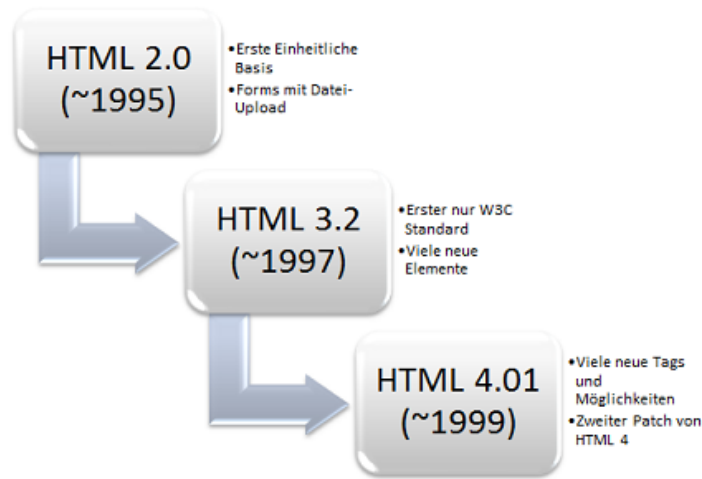 HTML 2.0
(~1995)
•Erste Einheitliche
Basis
•Forms mit Datei-
Upload
HTML 3.2
(~1997)
•Erster nur W3C
Standard
•Viele neue
Elemente
HTML 4.01
(~1999)
•Viele neue Tags
und
Möglichkeiten
•Zweiter Patch von
HTML 4